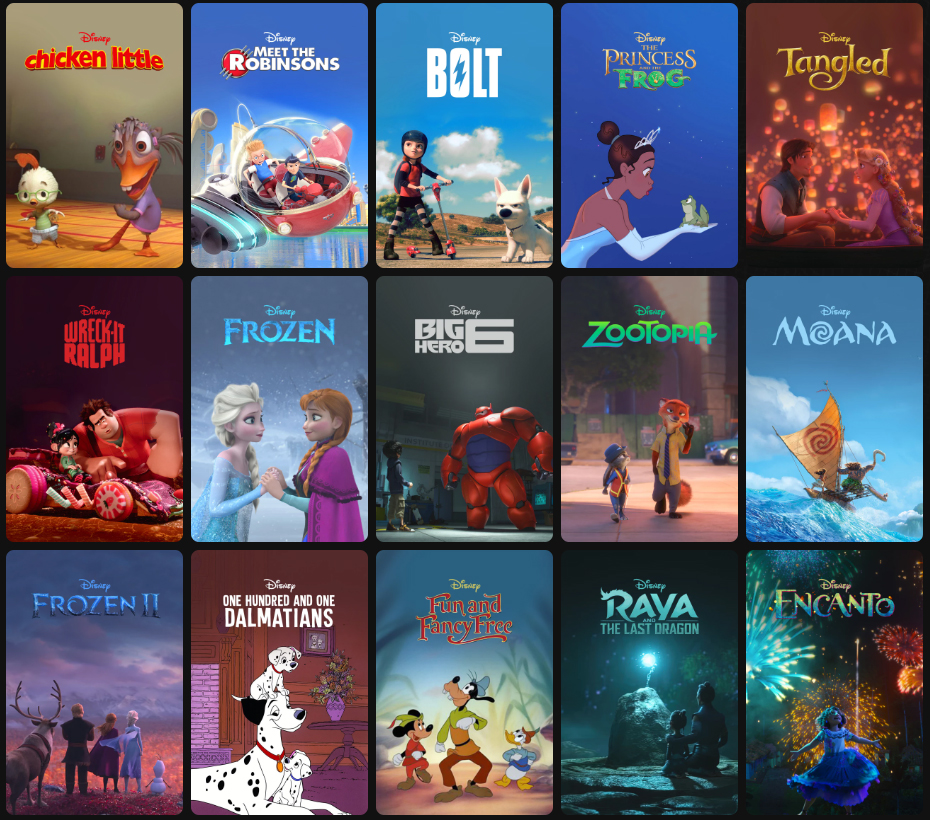 Disney
chicken little
Disney
MEET THE
ROBINSONS
Disney
BOLT
Disney
THE
PRINCESS
AND THE
FROG
Disney
Tangled
Disney
WRECK-IT
RALPH
Disney
FROZEN
Disney
BIG
HERO 6
Disney
ZOOTOPIA
Disney
MOANA
Disney
FROZEN II
Disney
ONE HUNDRED AND ONE
DALMATIANS
Disney
Fun and
Fancy Free
Disney
RAYA
AND
THE LAST DRAGON
Disney
ENCANTO